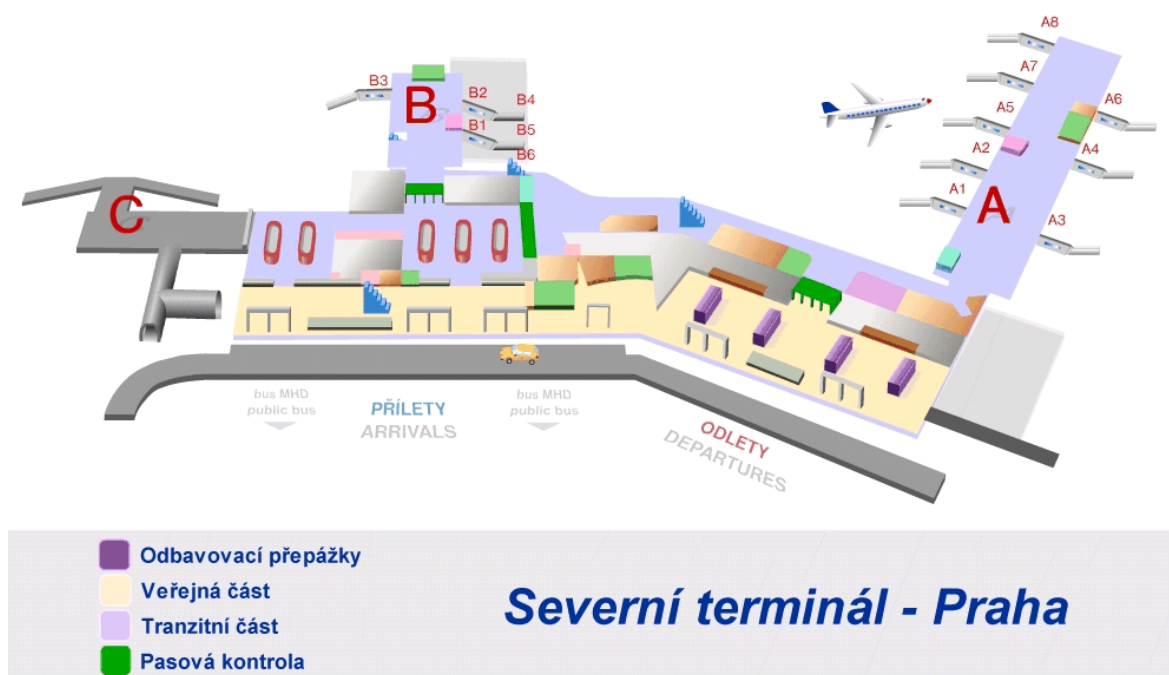 A8
A7
A6
A5
A4
A2
A1
A3
A
B3
B2
B4
B1
B5
B6
B
C
bus MHD
public bus
PŘÍLETY
ARRIVALS
bus MHD
public bus
ODLETY
DEPARTURES
Odbavovací přepážky
Veřejná část
Tranzitní část
Pasová kontrola
Severní terminál - Praha